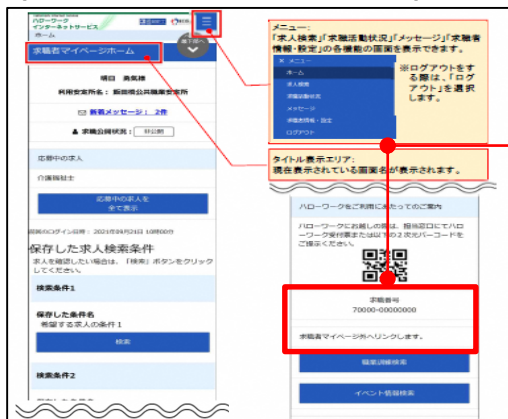 ハローワーク
インターネットサービス
ホーム
求職者マイページホーム
明日 勇気様
利用安定所名： 飯田橋公共職業安定所
新着メッセージ： 2件
求職公開状況： 非公開
応募中の求人
介護福祉士
応募中の求人を
全て表示
前回のログイン日時： 2021年09月21日 10時00分
保存した求人検索条件
求人を確認したい場合は、「検索」ボタンをクリック
してください。
検索条件1
保存した条件名
希望する求人の条件1
検索
検索条件2
メニュー：
「求人検索」「求職活動状況」「メッセージ」「求職者
情報・設定」の各機能の画面を表示できます。
× メニュー
ホーム
求人検索
求職活動状況
メッセージ
求職者情報・設定
ログアウト
※ログアウトをす
る際は、「ログ
アウト」を選択
します。
タイトル表示エリア：
現在表示されている画面名が表示されます。
ハローワークをご利用にあたってのご案内
ハローワークにお越しの際は、担当窓口にてハロ
ーワーク受付票または以下の2次元バーコードを
ご提示ください。
求職番号
70000-00000000
求職者マイページ外へリンクします。
職業訓練検索
イベント情報検索